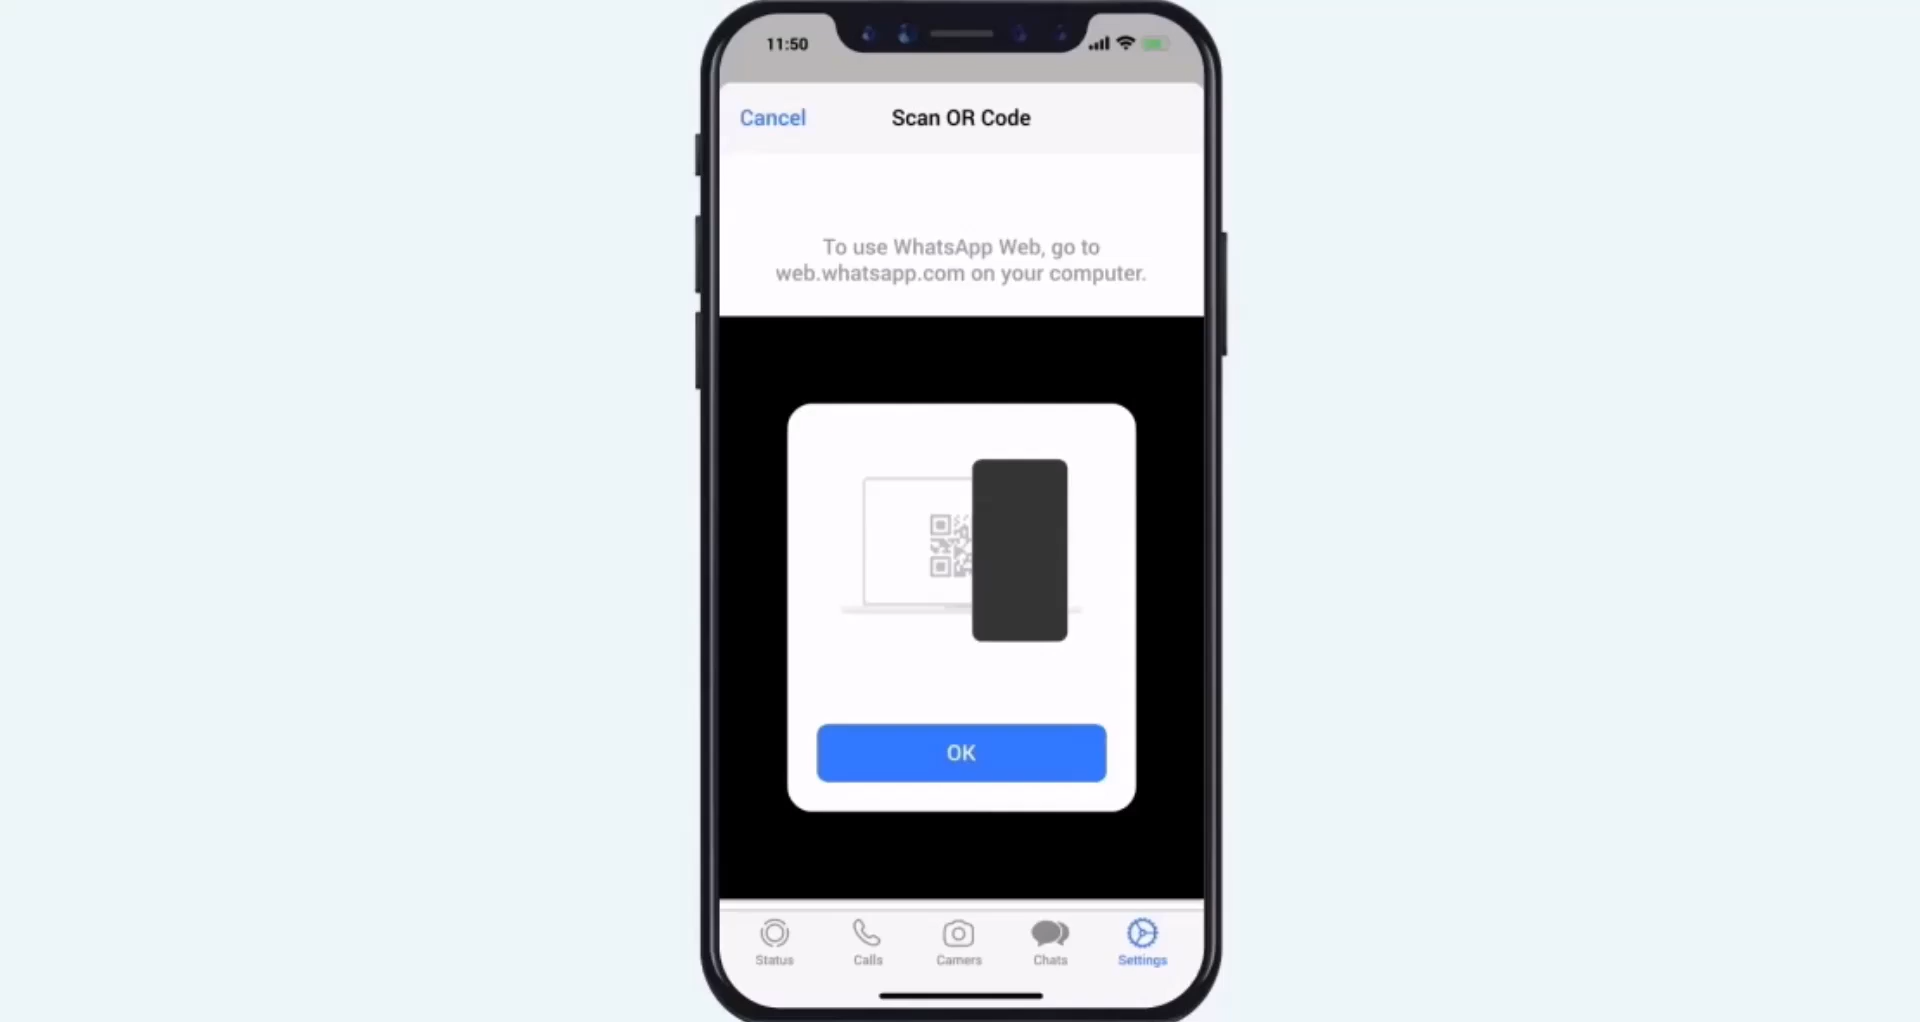 11:50
Cancel
Scan OR Code
To use WhatsApp Web, go to
web.whatsapp.com on your computer.
OK
Status
Calls
Camers
Chats
Settings